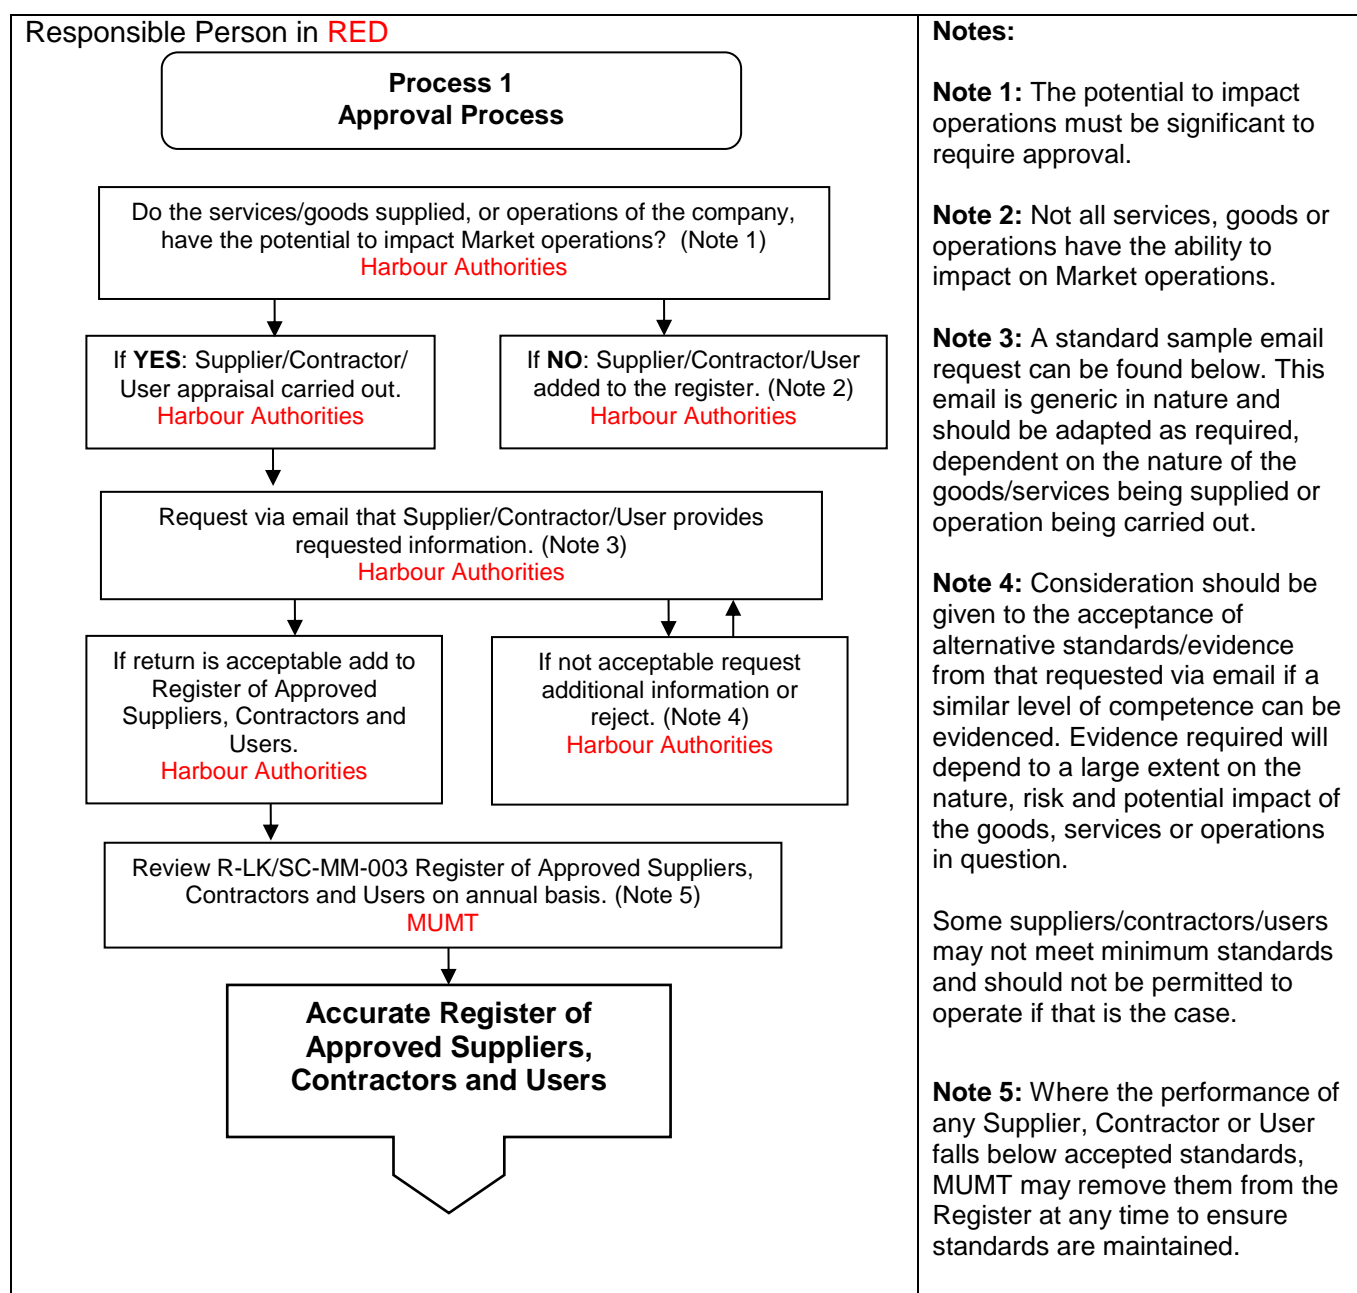 Responsible Person in RED
Process 1
Approval Process
Do the services/goods supplied, or operations of the company,
have the potential to impact Market operations?  (Note 1)
Harbour Authorities
If YES: Supplier/Contractor/
User appraisal carried out.
Harbour Authorities
If NO: Supplier/Contractor/User
added to the register. (Note 2)
Harbour Authorities
Request via email that Supplier/Contractor/User provides
requested information. (Note 3)
Harbour Authorities
If return is acceptable add to
Register of Approved
Suppliers, Contractors and
Users.
Harbour Authorities
If not acceptable request
additional information or
reject. (Note 4)
Harbour Authorities
Review R-LK/SC-MM-003 Register of Approved Suppliers,
Contractors and Users on annual basis. (Note 5)
MUMT
Accurate Register of
Approved Suppliers,
Contractors and Users
Notes:
Note 1: The potential to impact
operations must be significant to
require approval.
Note 2: Not all services, goods or
operations have the ability to
impact on Market operations.
Note 3: A standard sample email
request can be found below. This
email is generic in nature and
should be adapted as required,
dependent on the nature of the
goods/services being supplied or
operation being carried out.
Note 4: Consideration should be
given to the acceptance of
alternative standards/evidence
from that requested via email if a
similar level of competence can be
evidenced. Evidence required will
depend to a large extent on the
nature, risk and potential impact of
the goods, services or operations
in question.
Some suppliers/contractors/users
may not meet minimum standards
and should not be permitted to
operate if that is the case.
Note 5: Where the performance of
any Supplier, Contractor or User
falls below accepted standards,
MUMT may remove them from the
Register at any time to ensure
standards are maintained.